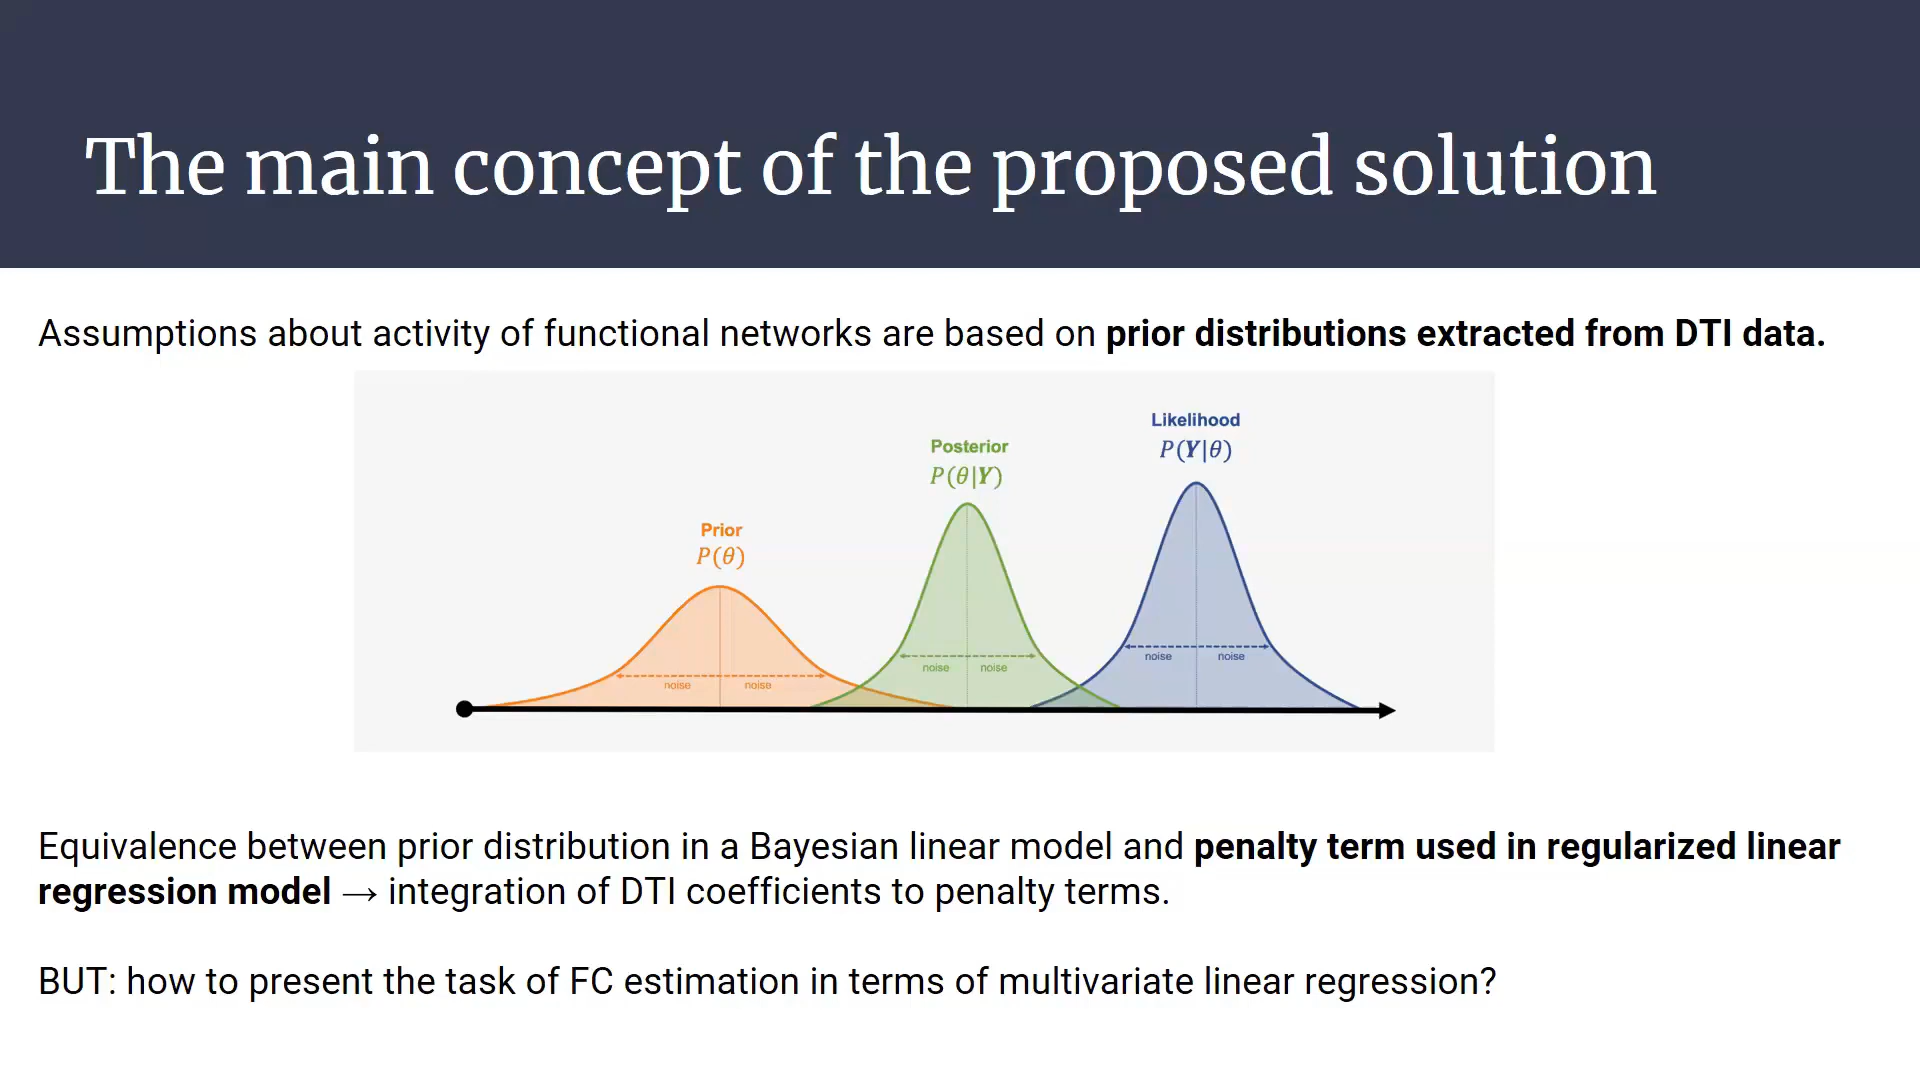 The main concept of the proposed solution
Assumptions about activity of functional networks are based on prior distributions extracted from DTI data.
Likelihood
P(Y|θ)
Posterior
P(θ|Y)
Prior
P(θ)
noise noise
noise noise
noise noise
Equivalence between prior distribution in a Bayesian linear model and penalty term used in regularized linear
regression model → integration of DTI coefficients to penalty terms.
BUT: how to present the task of FC estimation in terms of multivariate linear regression?